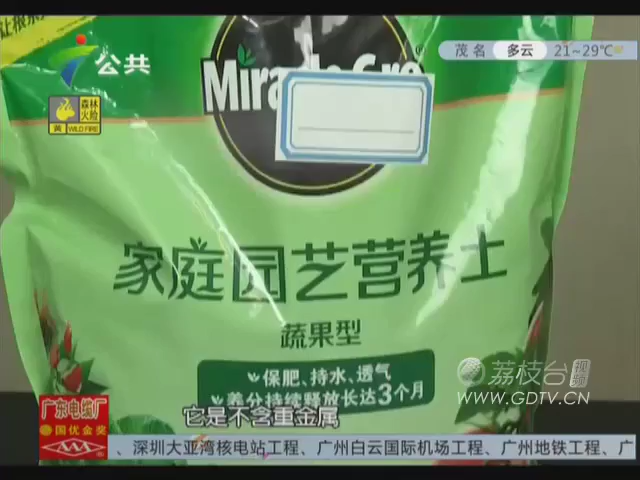 公共
茂名 多云 21~29℃
森林
火险
黄 WILD FIRE
家庭园艺营养土
蔬果型
保肥、持水、透气
养分持续释放长达3个月
荔枝台 视频
www.GDTV.CN
它是不含重金属
广东电缆厂
国优金奖
AAA
、深圳大亚湾核电站工程、广州白云国际机场工程、广州地铁工程、广